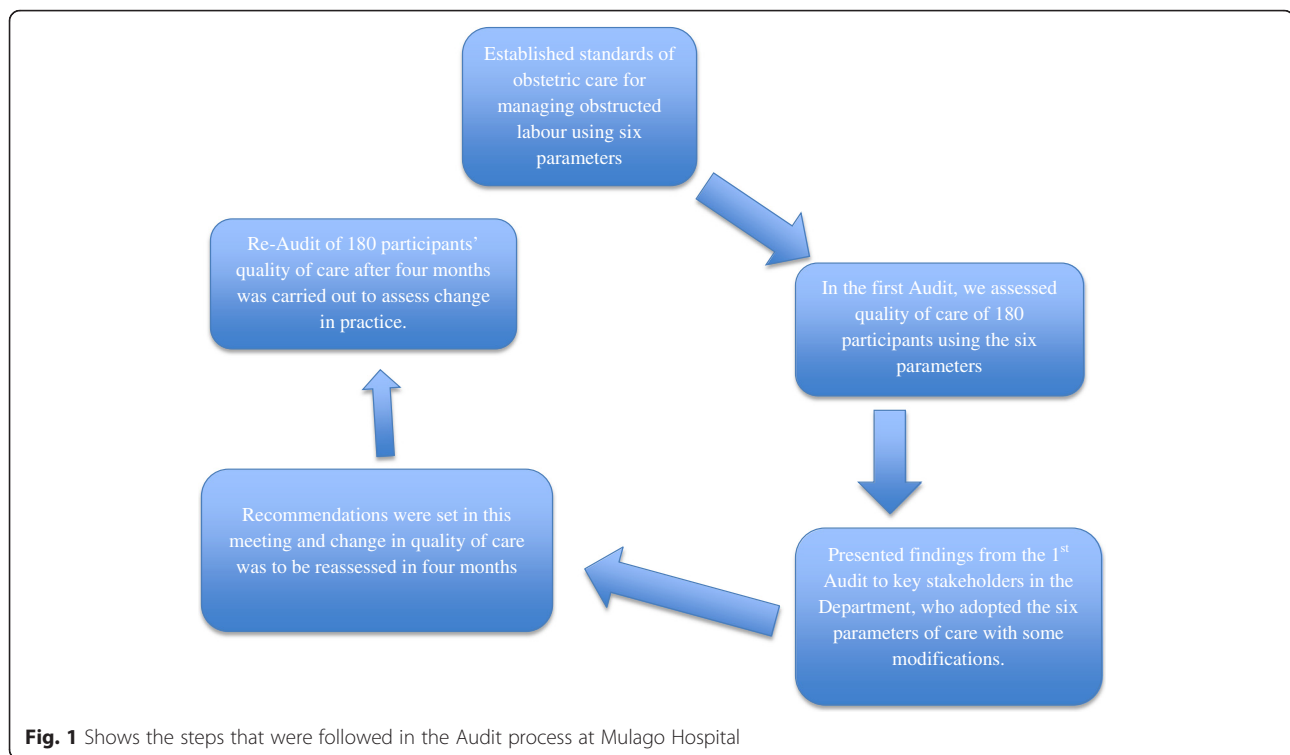 Established standards of
obstetric care for
managing obstructed
labour using six
parameters
In the first Audit, we assessed
quality of care of 180
participants using the six
parameters
Presented findings from the 1st
Audit to key stakeholders in the
Department, who adopted the six
parameters of care with some
modifications.
Recommendations were set in this
meeting and change in quality of care
was to be reassessed in four months
Re-Audit of 180 participants’
quality of care after four months
was carried out to assess change
in practice.
Fig. 1 Shows the steps that were followed in the Audit process at Mulago Hospital